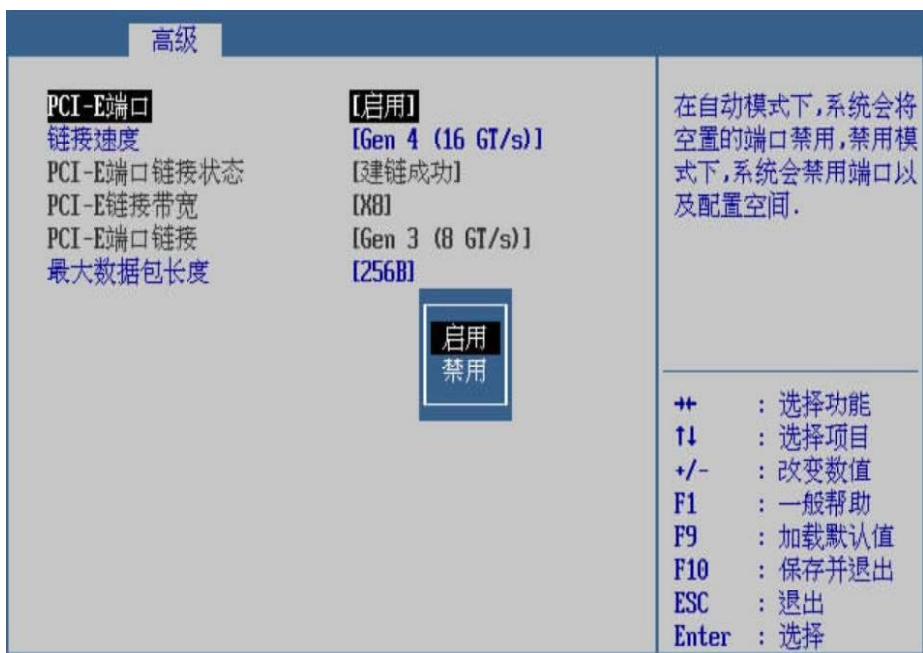 高级
PCI-E端口 [启用]
链接速度 [Gen 4 (16 GT/s)]
PCI-E端口链接状态 [建链成功]
PCI-E链接带宽 [X8]
PCI-E端口链接 [Gen 3 (8 GT/s)]
最大数据包长度 [256B]
启用
禁用
在自动模式下,系统会将
空置的端口禁用,禁用模
式下,系统会禁用端口以
及配置空间.
→← : 选择功能
↑↓ : 选择项目
+/- : 改变数值
F1 : 一般帮助
F9 : 加载默认值
F10 : 保存并退出
ESC : 退出
Enter : 选择